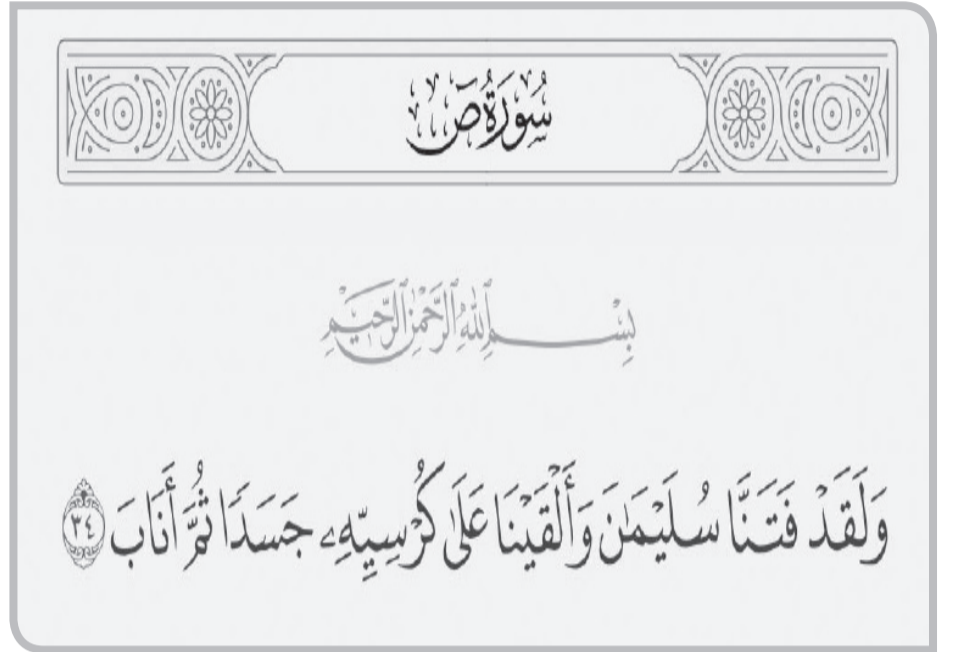 سُورَةُ صٓ
بِسْمِ ٱللَّهِ ٱلرَّحْمَٰنِ ٱلرَّحِيمِ
وَلَقَدْ فَتَنَّا سُلَيْمَٰنَ وَأَلْقَيْنَا عَلَىٰ كُرْسِيِّهِۦ جَسَدًا ثُمَّ أَنَابَ ٣٤